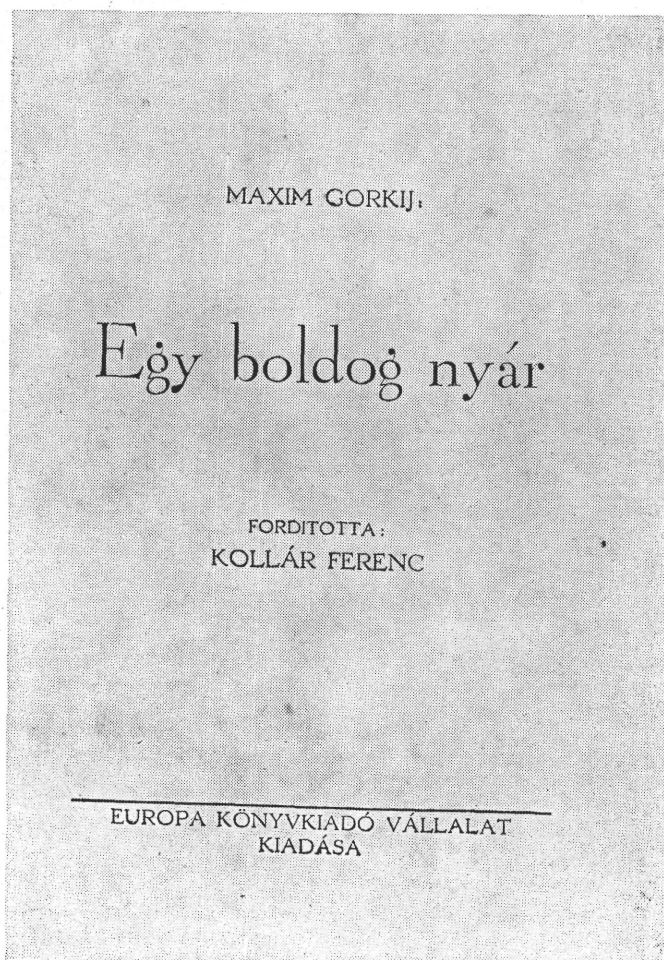 MAXIM GORKIJ:
Egy boldog nyár
FORDITOTTA:
KOLLÁR FERENC
EUROPA KÖNYVKIADÓ VÁLLALAT
KIADÁSA